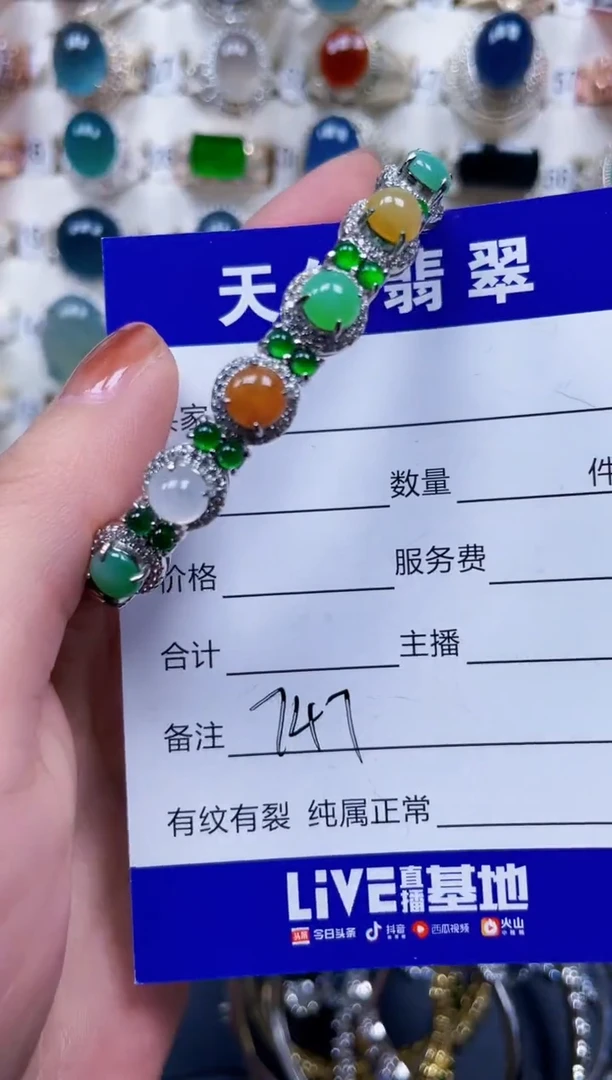 天 翡翠
家
数量 件
价格
服务费
合计
主播
备注 747
有纹有裂 纯属正常
LiVE直播基地
头条 今日头条 抖音 西瓜视频 火山